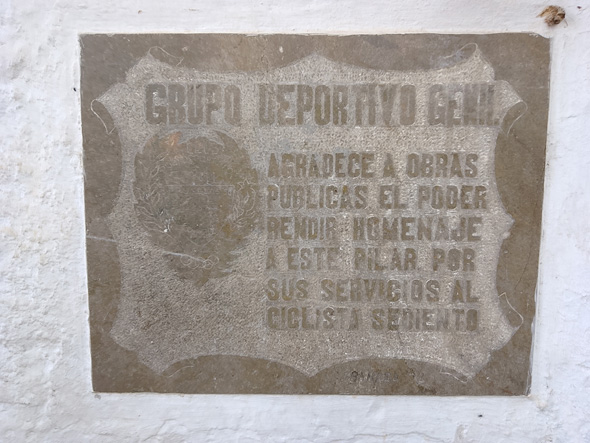 GRUPO DEPORTIVO GENIL
AGRADECE A OBRAS
PUBLICAS EL PODER
RENDIR HOMENAJE
A ESTE PILAR POR
SUS SERVICIOS AL
CICLISTA SEDIENTO